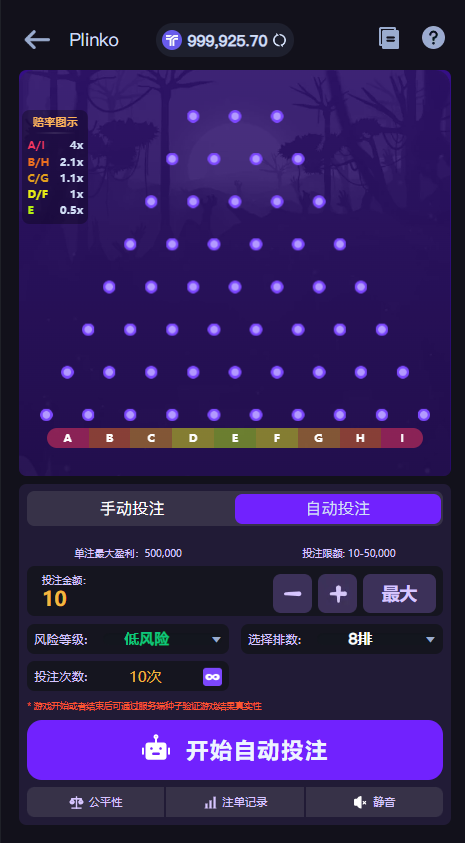 Plinko
999,925.70
赔率图示
A/I 4x
B/H 2.1x
C/G 1.1x
D/F 1x
E 0.5x
A B C D E F G H I
手动投注 自动投注
单注最大盈利: 500,000 投注限额: 10-50,000
投注金额:
10
最大
风险等级: 低风险 选择排数: 8排
投注次数: 10次
* 游戏开始或者结束后可通过服务端种子验证游戏结果真实性
开始自动投注
公平性 注单记录 静音